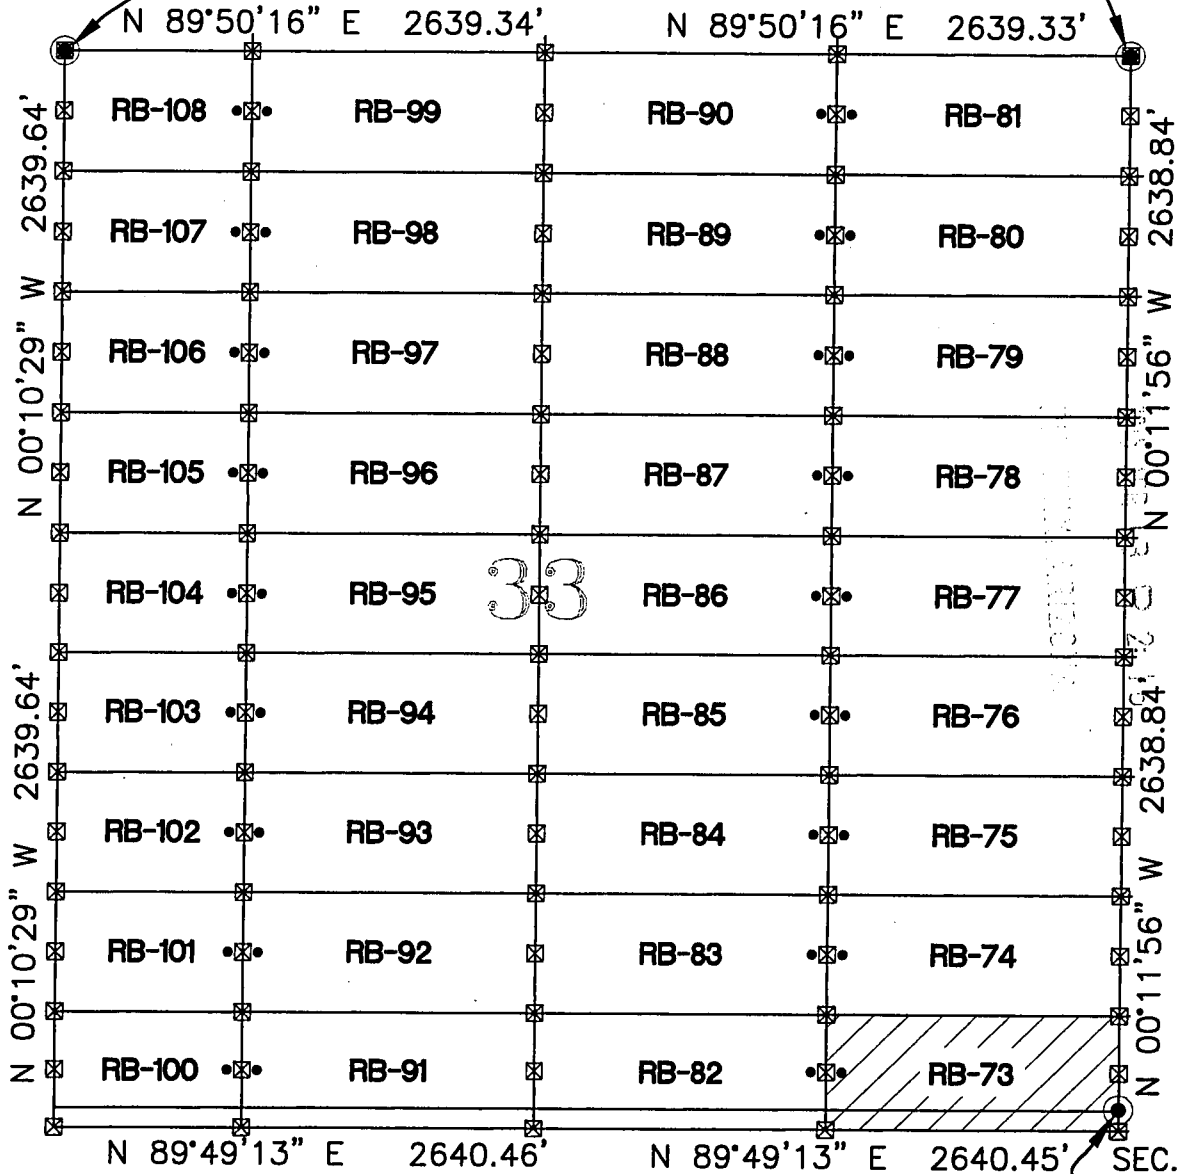 N 89°50'16" E 2639.34' N 89°50'16" E 2639.33'
RB-108 RB-99 RB-90 RB-81
RB-107 RB-98 RB-89 RB-80
RB-106 RB-97 RB-88 RB-79
RB-105 RB-96 RB-87 RB-78
RB-104 RB-95 33 RB-86 RB-77
RB-103 RB-94 RB-85 RB-76
RB-102 RB-93 RB-84 RB-75
RB-101 RB-92 RB-83 RB-74
RB-100 RB-91 RB-82 RB-73
N 00°10'29" W 2639.64'
N 00°10'29" W 2639.64'
N 00°11'56" W 2638.84'
N 00°11'56" W 2638.84'
N 89°49'13" E 2640.46' N 89°49'13" E 2640.45' SEC.